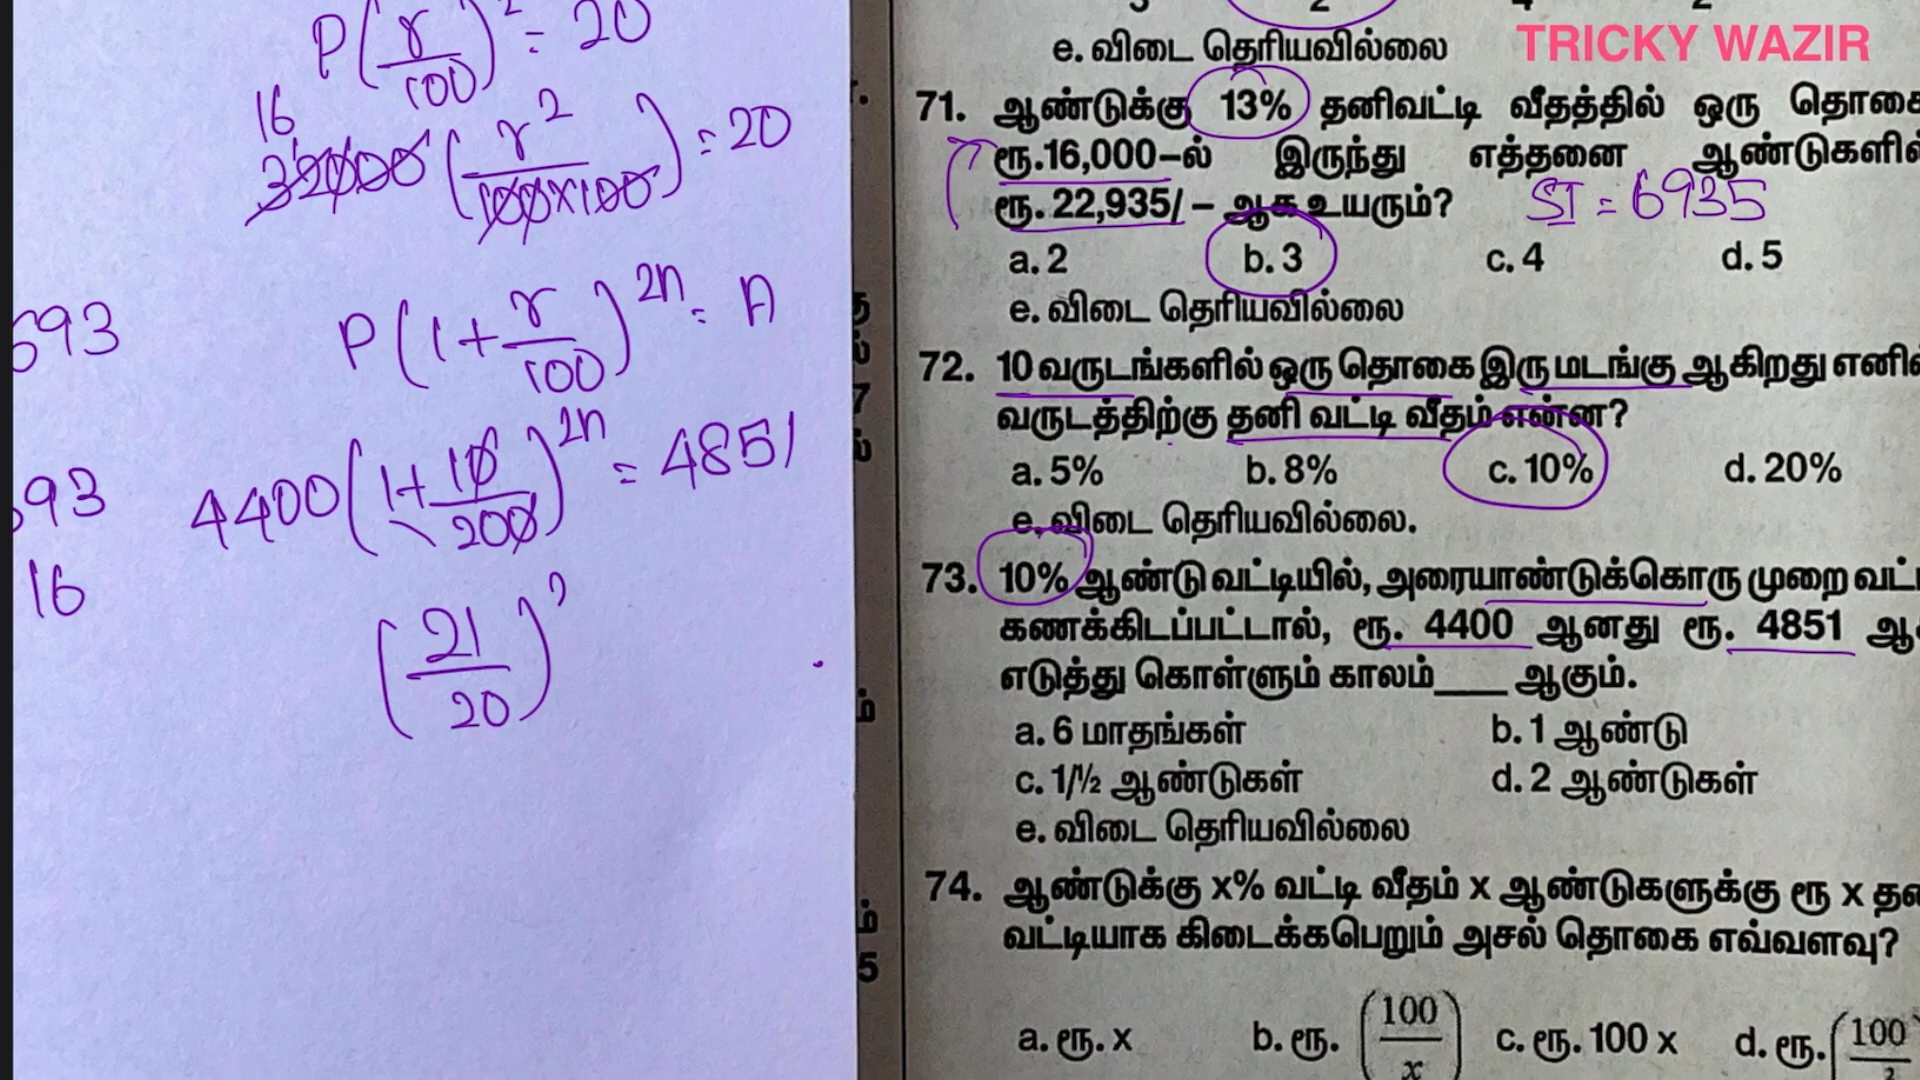 P(r/100)² = 20
16
32000 (r²/100×100) = 20
693
P(1+r/100)²ⁿ = A
93
4400(1+10/200)²ⁿ = 4851
16
(21/20)
TRICKY WAZIR
e. விடை தெரியவில்லை
71. ஆண்டுக்கு 13% தனிவட்டி வீதத்தில் ஒரு தொகை
ரூ.16,000-ல் இருந்து எத்தனை ஆண்டுகளில்
ரூ. 22,935/- ஆக உயரும்? SI = 6935
a. 2 b. 3 c. 4 d. 5
e. விடை தெரியவில்லை
72. 10 வருடங்களில் ஒரு தொகை இரு மடங்கு ஆகிறது எனில்
வருடத்திற்கு தனி வட்டி வீதம் என்ன?
a. 5% b. 8% c. 10% d. 20%
e. விடை தெரியவில்லை.
73. 10% ஆண்டு வட்டியில், அரையாண்டுக்கொரு முறை வட்டி
கணக்கிடப்பட்டால், ரூ. 4400 ஆனது ரூ. 4851 ஆக
எடுத்து கொள்ளும் காலம்____ ஆகும்.
a. 6 மாதங்கள் b. 1 ஆண்டு
c. 1/½ ஆண்டுகள் d. 2 ஆண்டுகள்
e. விடை தெரியவில்லை
74. ஆண்டுக்கு x% வட்டி வீதம் x ஆண்டுகளுக்கு ரூ x தனி
வட்டியாக கிடைக்கபெறும் அசல் தொகை எவ்வளவு?
a. ரூ. x b. ரூ. (100/x) c. ரூ. 100 x d. ரூ. (100